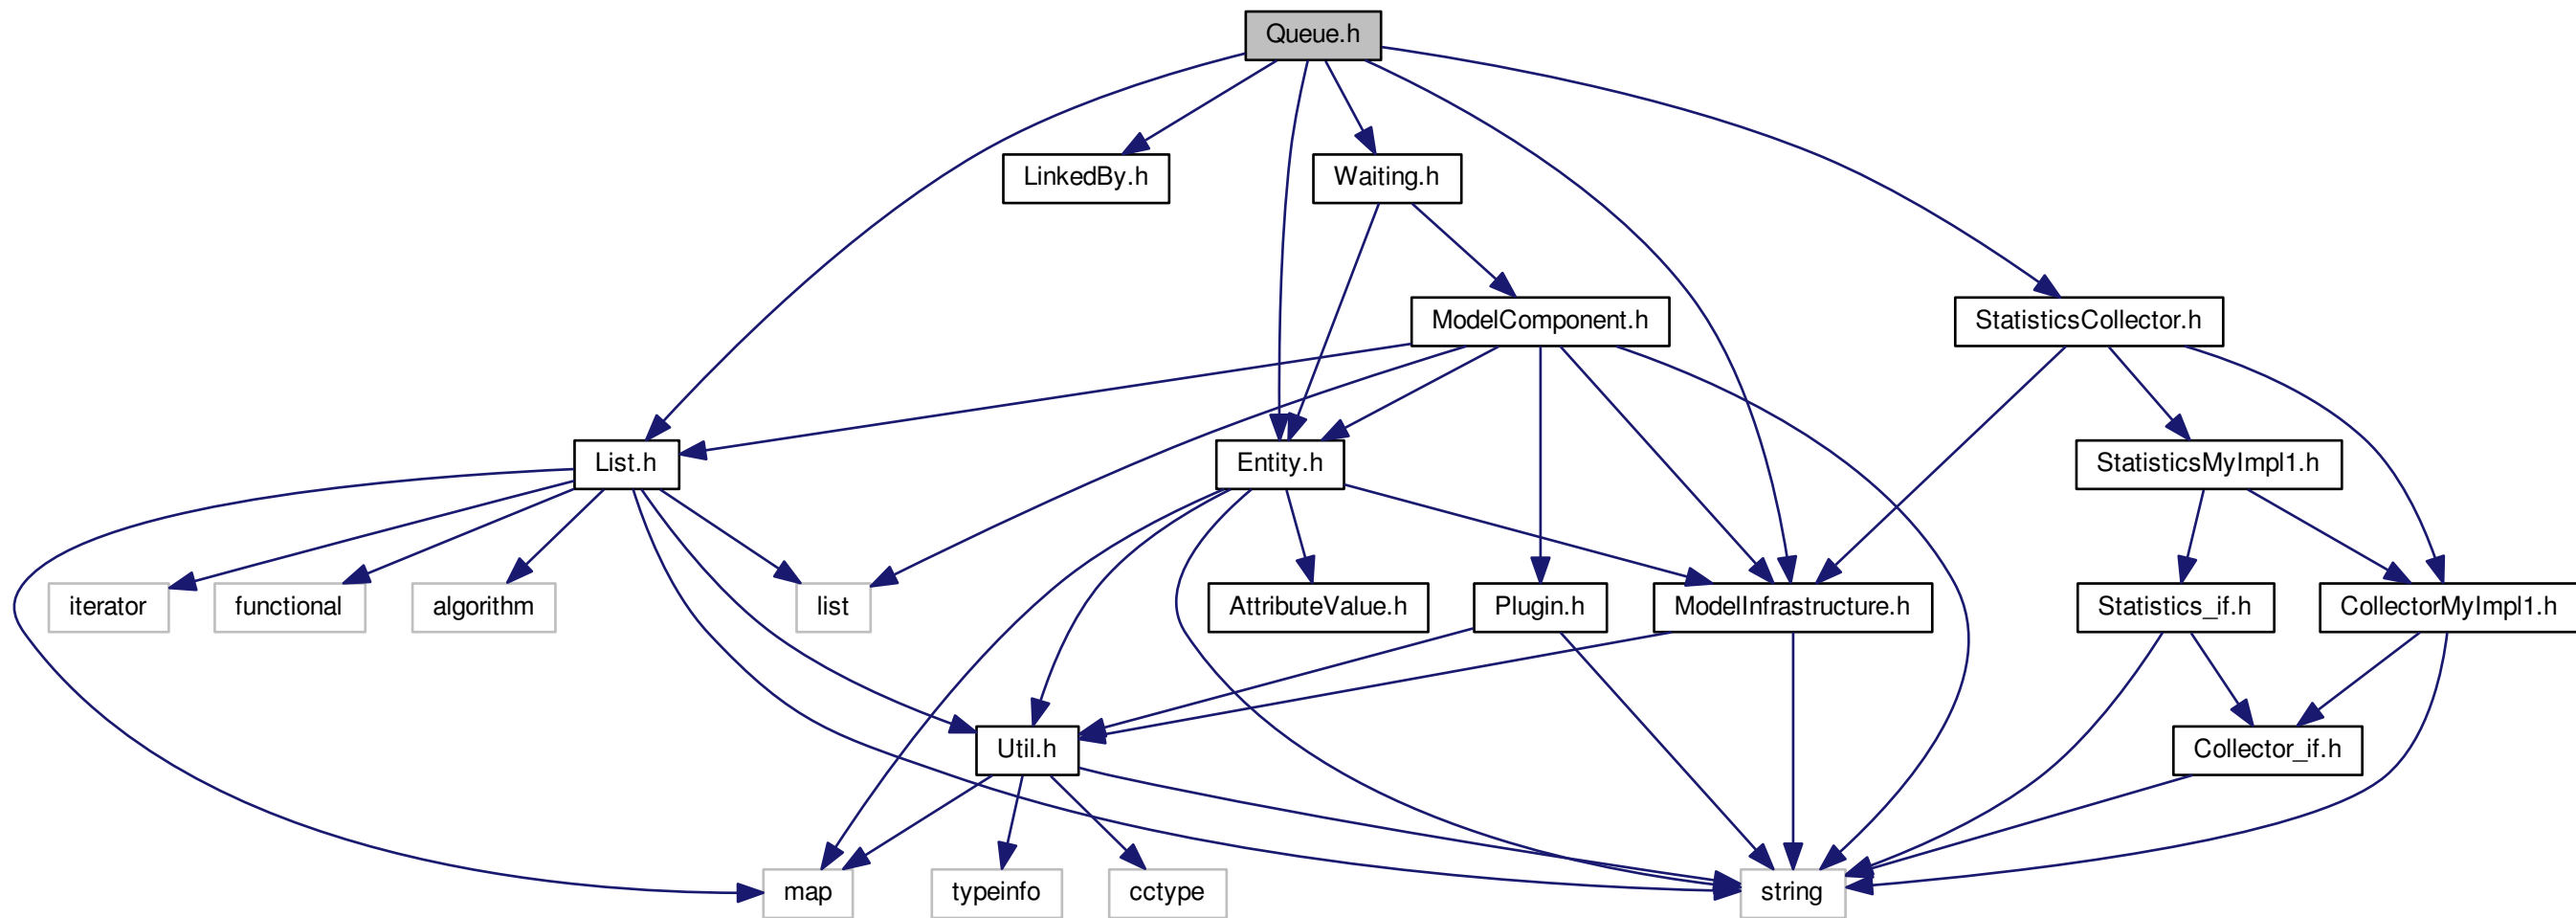 Queue.h
LinkedBy.h
Waiting.h
ModelComponent.h
StatisticsCollector.h
List.h
Entity.h
StatisticsMyImpl1.h
iterator
functional
algorithm
list
AttributeValue.h
Plugin.h
ModelInfrastructure.h
Statistics_if.h
CollectorMyImpl1.h
Util.h
Collector_if.h
map
typeinfo
cctype
string